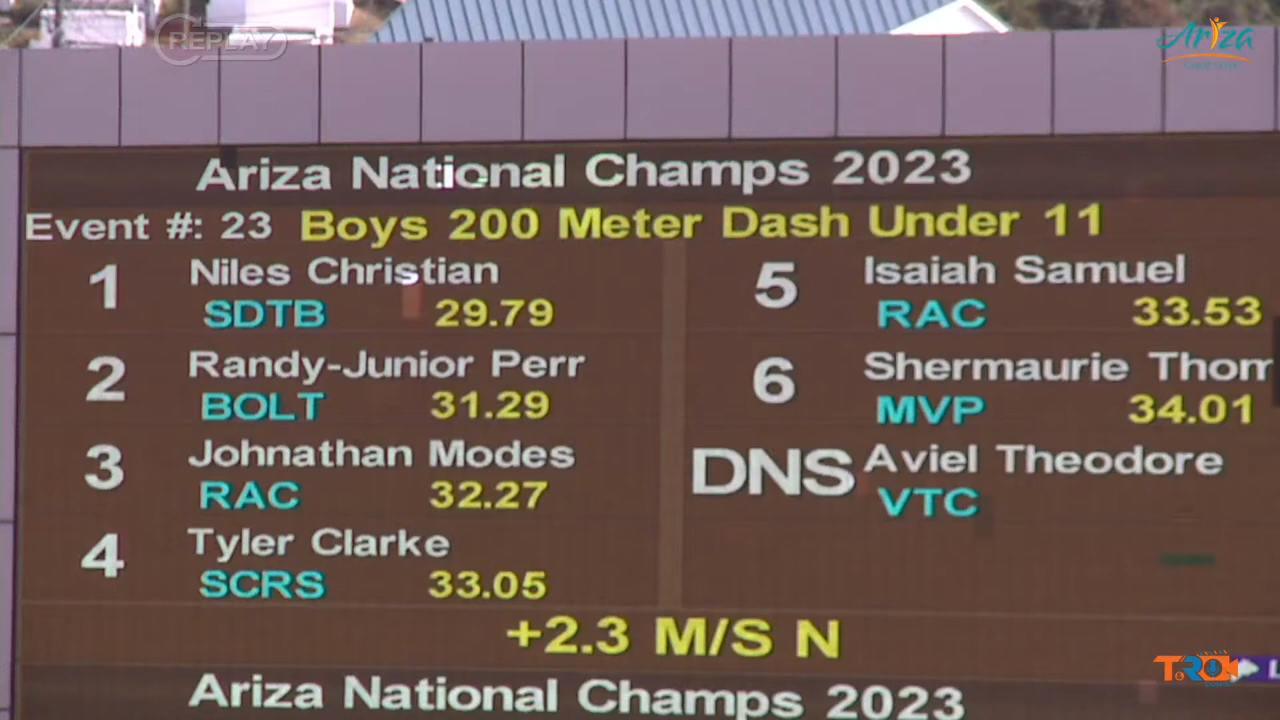 REPLAY
Ariza
Credit Union
Ariza National Champs 2023
Event #: 23 Boys 200 Meter Dash Under 11
1 Niles Christian
SDTB 29.79
2 Randy-Junior Perr
BOLT 31.29
3 Johnathan Modes
RAC 32.27
4 Tyler Clarke
SCRS 33.05
5 Isaiah Samuel
RAC 33.53
6 Shermaurie Thom
MVP 34.01
DNS Aviel Theodore
VTC
+2.3 M/S N
Ariza National Champs 2023